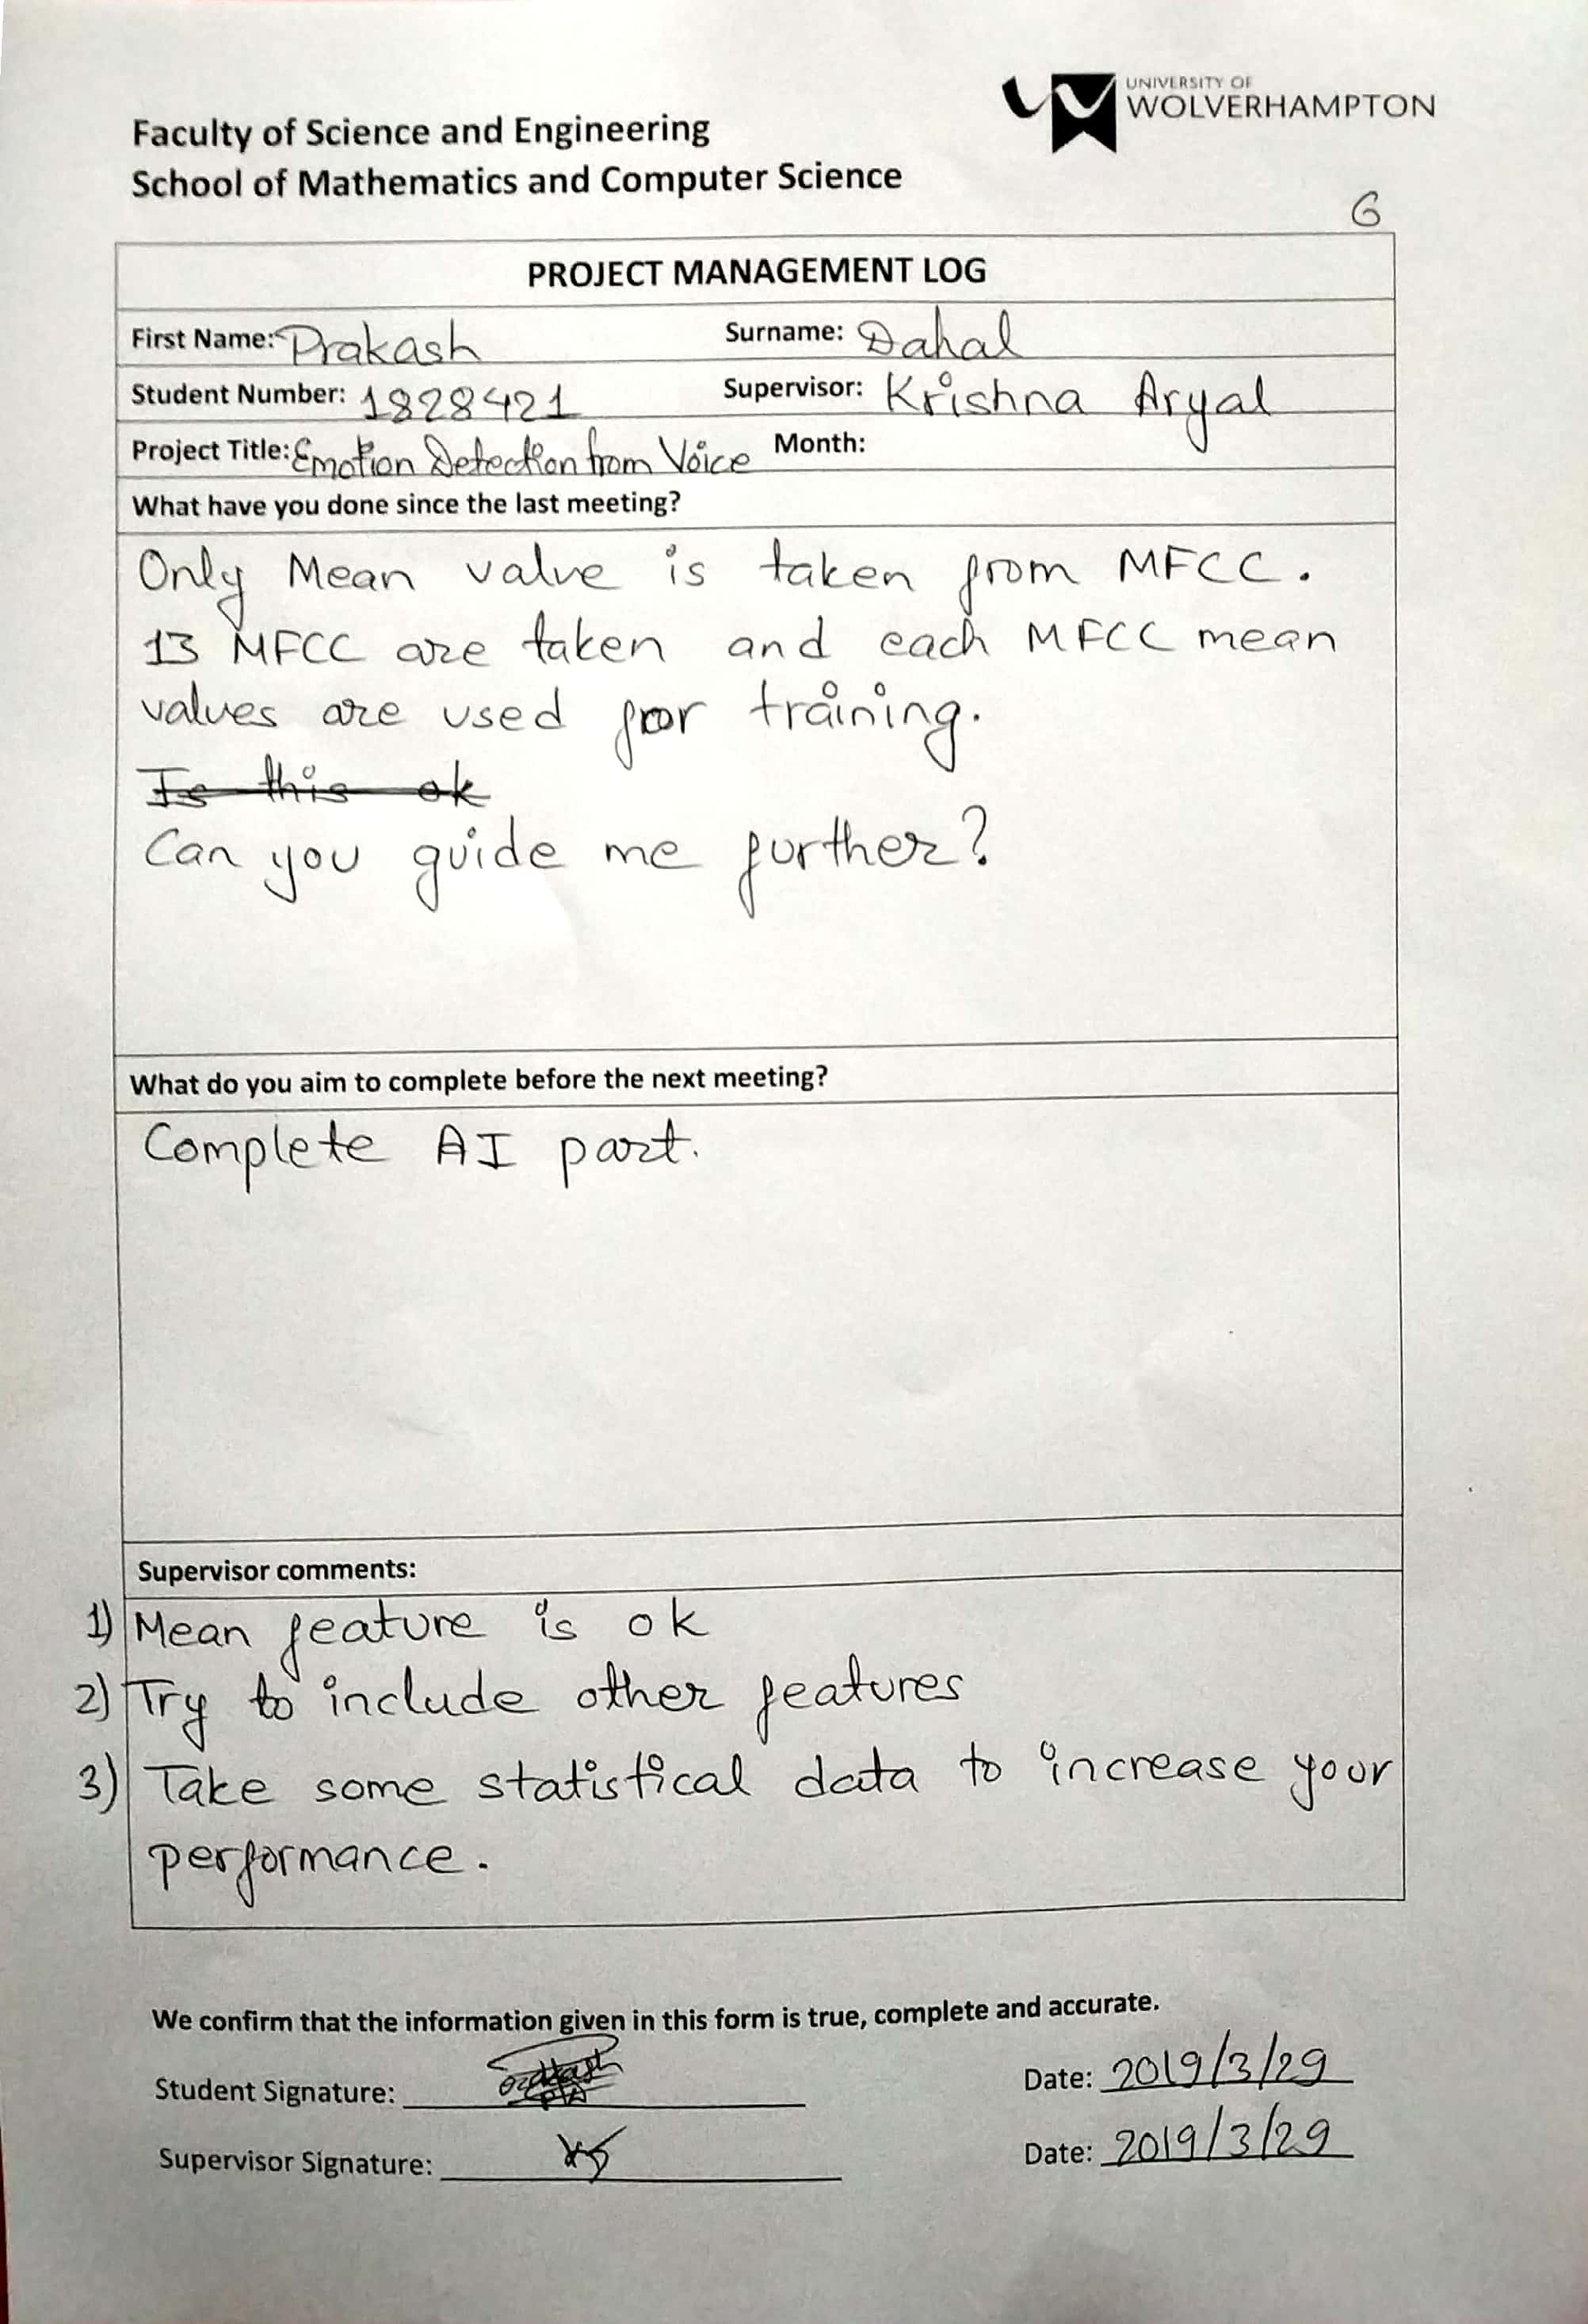 UNIVERSITY OF
WOLVERHAMPTON
Faculty of Science and Engineering
School of Mathematics and Computer Science
6
PROJECT MANAGEMENT LOG
First Name: Prakash Surname: Dahal
Student Number: 1828421 Supervisor: Krishna Aryal
Project Title: Emotion Detection from Voice Month:
What have you done since the last meeting?
Only Mean value is taken from MFCC.
13 MFCC are taken and each MFCC mean
values are used for training.
Is this ok
Can you guide me further?
What do you aim to complete before the next meeting?
Complete AI part.
Supervisor comments:
1) Mean feature is ok
2) Try to include other features
3) Take some statistical data to increase your
performance.
We confirm that the information given in this form is true, complete and accurate.
Student Signature: Date: 2019/3/29
Supervisor Signature: Date: 2019/3/29